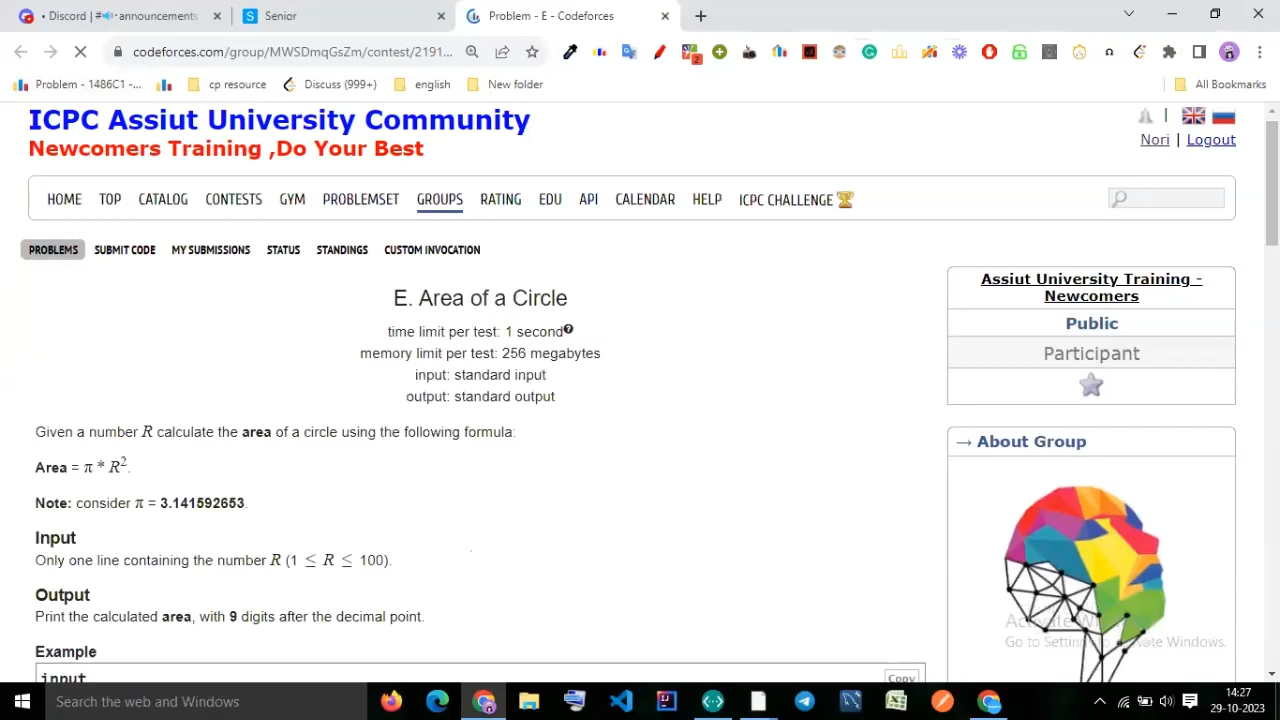 • Discord | #📢announcements
Senior
Problem - E - Codeforces
codeforces.com/group/MWSDmqGsZm/contest/2191...
2
Problem - 1486C1 -...
cp resource
Discuss (999+)
english
New folder
All Bookmarks
ICPC Assiut University Community
Newcomers Training ,Do Your Best
Nori | Logout
HOME TOP CATALOG CONTESTS GYM PROBLEMSET GROUPS RATING EDU API CALENDAR HELP ICPC CHALLENGE
PROBLEMS SUBMIT CODE MY SUBMISSIONS STATUS STANDINGS CUSTOM INVOCATION
E. Area of a Circle
time limit per test: 1 second
memory limit per test: 256 megabytes
input: standard input
output: standard output
Given a number R calculate the area of a circle using the following formula:
Area = π * R².
Note: consider π = 3.141592653.
Input
Only one line containing the number R (1 ≤ R ≤ 100).
Output
Print the calculated area, with 9 digits after the decimal point.
Example
input
Copy
Assiut University Training -
Newcomers
Public
Participant
→ About Group
Go to Settings to activate Windows.
Search the web and Windows
14:27
29-10-2023